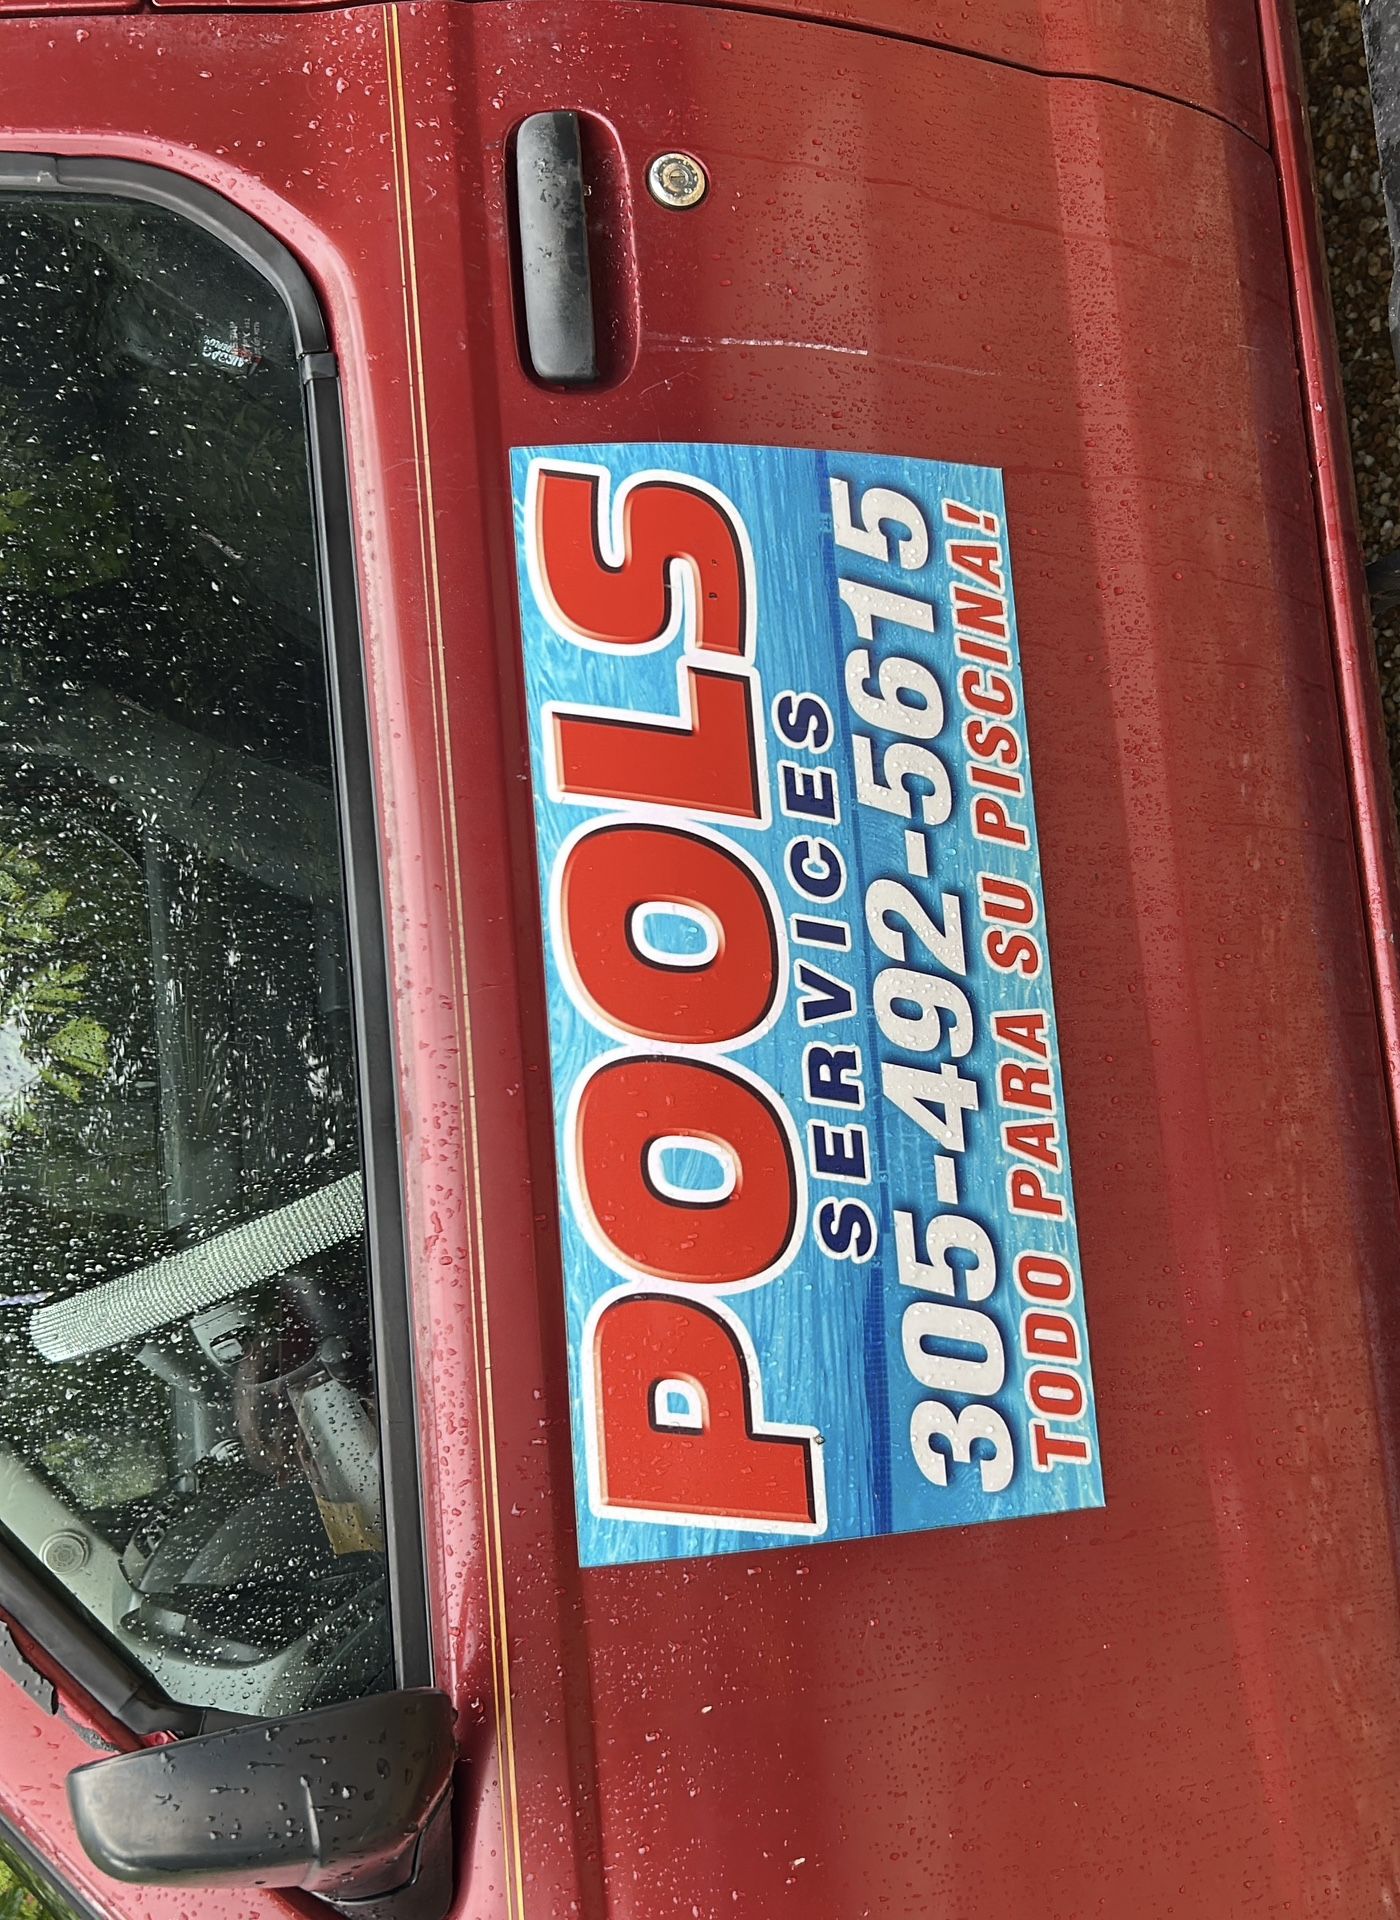 POOLS
SERVICES
305-492-5615
TODO PARA SU PISCINA!